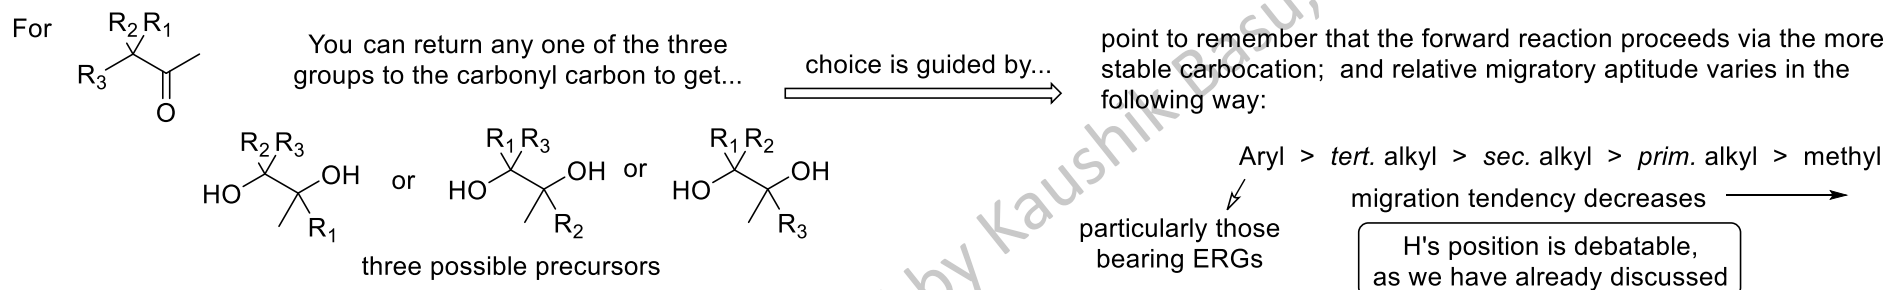 For
R2 R1
R3
O
You can return any one of the three
groups to the carbonyl carbon to get...
choice is guided by...
point to remember that the forward reaction proceeds via the more
stable carbocation; and relative migratory aptitude varies in the
following way:
R2 R3
HO OH
R1
or
R1 R3
HO OH
R2
or
R1 R2
HO OH
R3
three possible precursors
Aryl > tert. alkyl > sec. alkyl > prim. alkyl > methyl
migration tendency decreases
particularly those
bearing ERGs
H's position is debatable,
as we have already discussed
by Kaushik Basu,